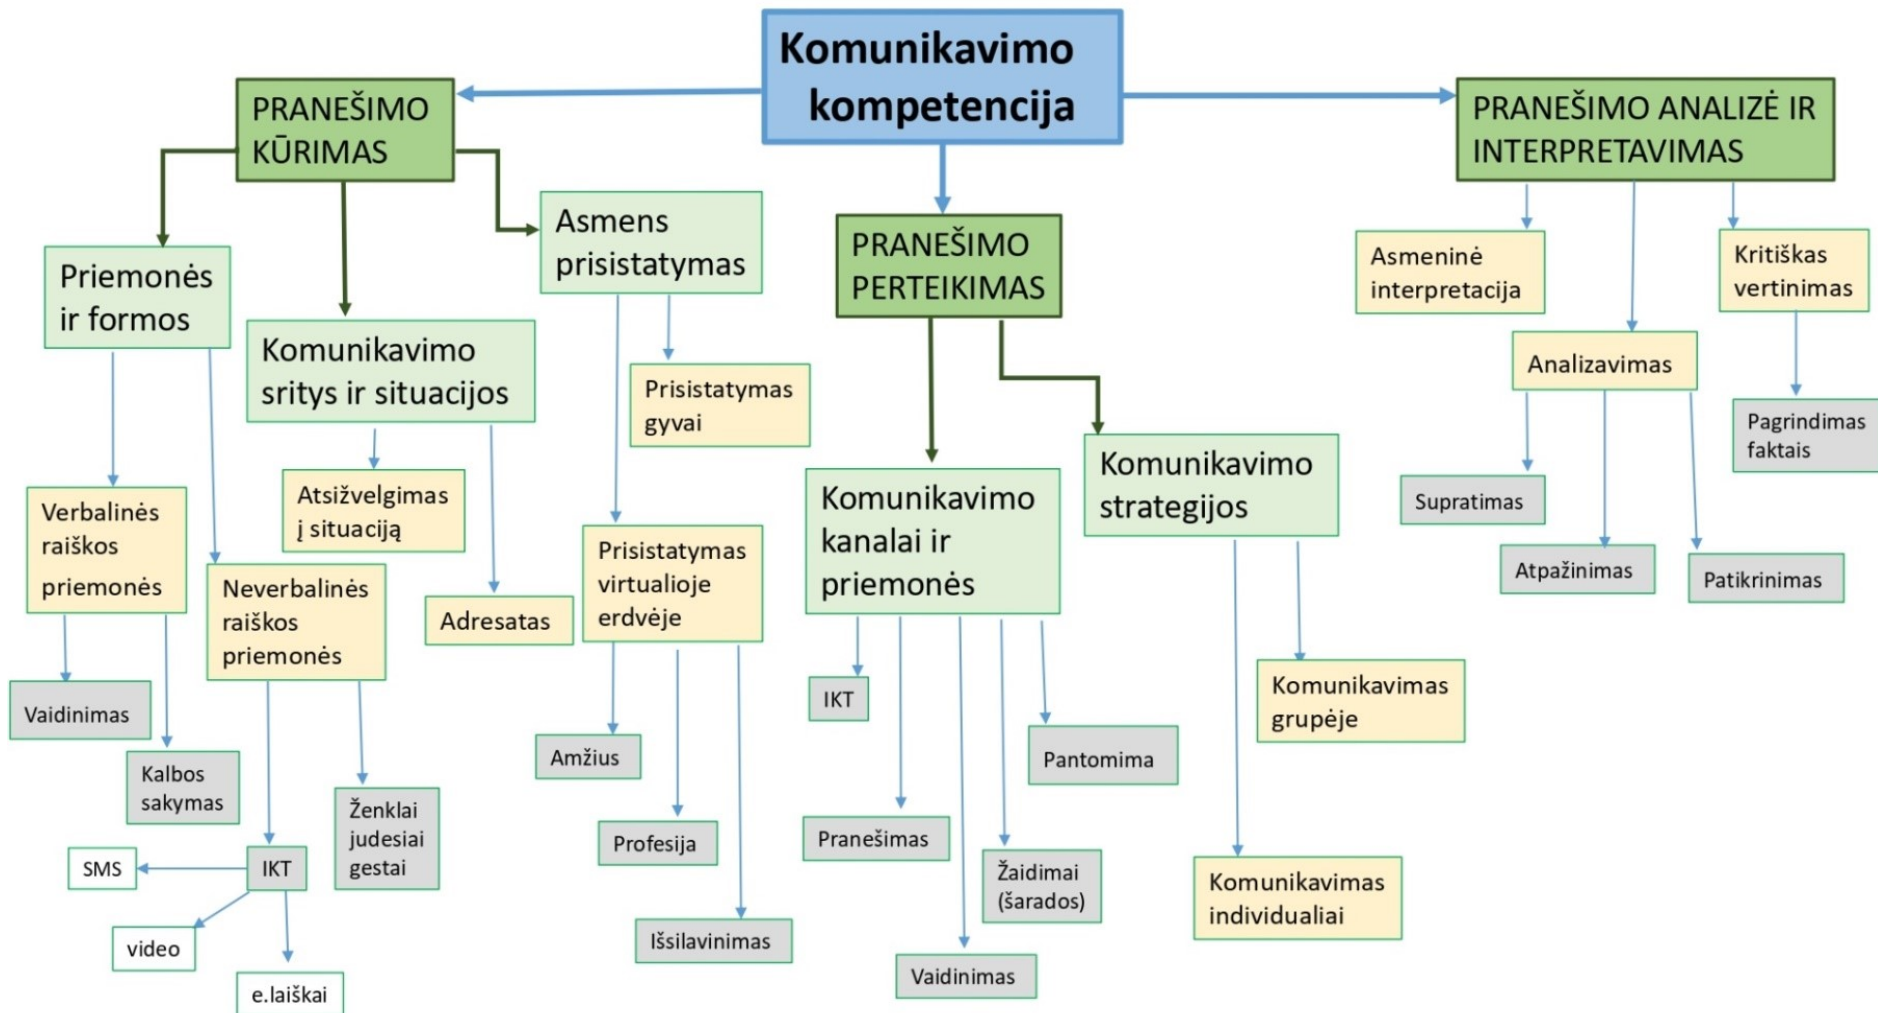 Komunikavimo
kompetencija
PRANEŠIMO
KŪRIMAS
Priemonės
ir formos
Verbalinės
raiškos
priemonės
Vaidinimas
Kalbos
sakymas
Neverbalinės
raiškos
priemonės
IKT
SMS
video
e.laiškai
Ženklai
judesiai
gestai
Komunikavimo
sritys ir situacijos
Atsižvelgimas
į situaciją
Adresatas
Asmens
prisistatymas
Prisistatymas
gyvai
Prisistatymas
virtualioje
erdvėje
Amžius
Profesija
Išsilavinimas
PRANEŠIMO
PERTEIKIMAS
Komunikavimo
kanalai ir
priemonės
IKT
Pranešimas
Vaidinimas
Žaidimai
(šarados)
Pantomima
Komunikavimo
strategijos
Komunikavimas
grupėje
Komunikavimas
individualiai
PRANEŠIMO ANALIZĖ IR
INTERPRETAVIMAS
Asmeninė
interpretacija
Analizavimas
Supratimas
Atpažinimas
Patikrinimas
Kritiškas
vertinimas
Pagrindimas
faktais